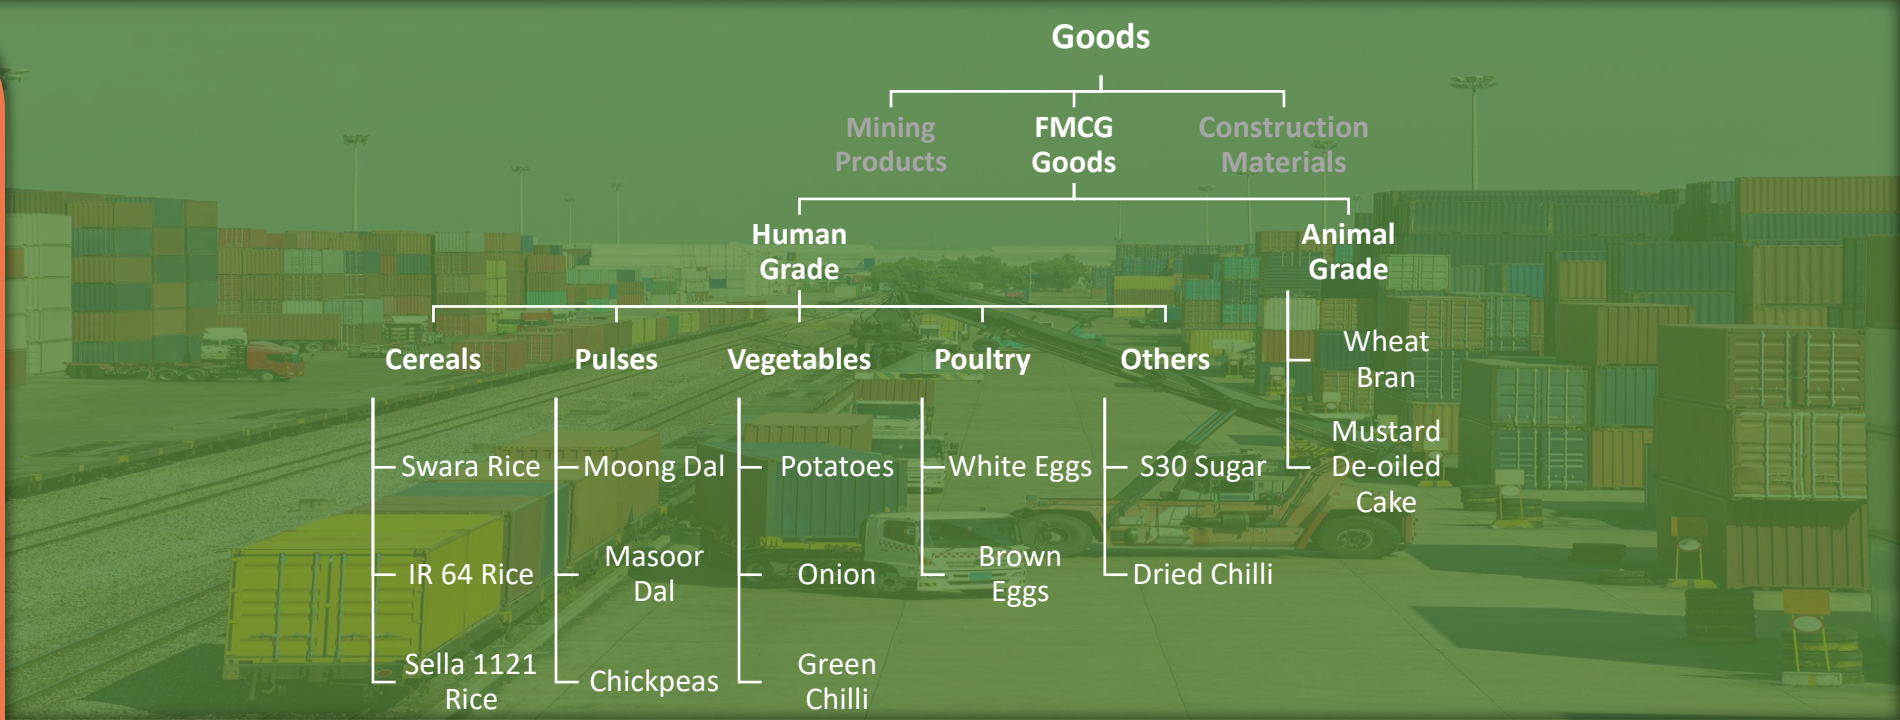 Goods
Mining
Products
FMCG
Goods
Construction
Materials
Human
Grade
Animal
Grade
Cereals
Pulses
Vegetables
Poultry
Others
Swara Rice
IR 64 Rice
Sella 1121
Rice
Moong Dal
Masoor
Dal
Chickpeas
Potatoes
Onion
Green
Chilli
White Eggs
Brown
Eggs
S30 Sugar
Dried Chilli
Wheat
Bran
Mustard
De-oiled
Cake